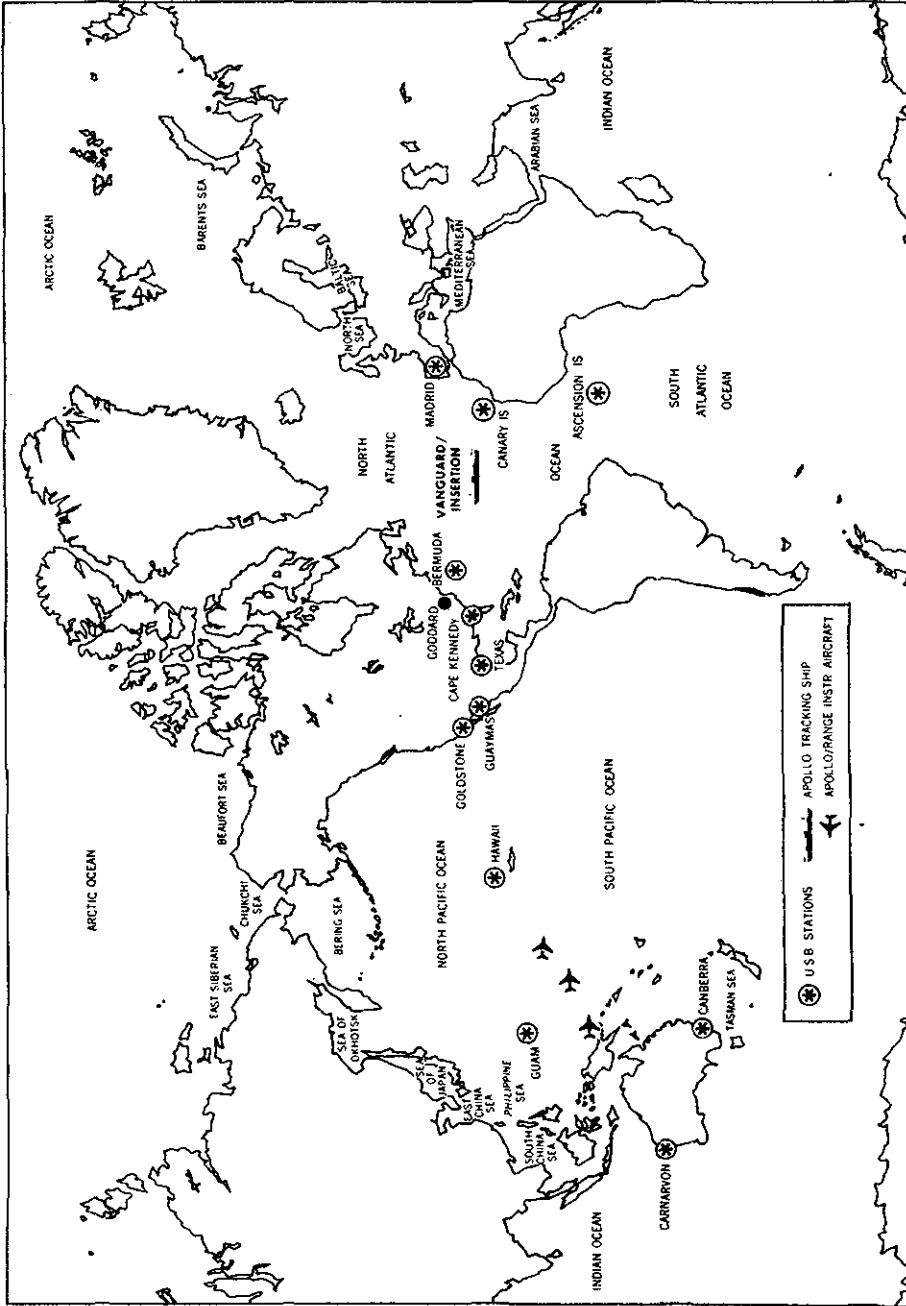 ARCTIC OCEAN
ARCTIC OCEAN
BARENTS SEA
EAST SIBERIAN
SEA
CHUKCHI
SEA
BEAUFORT SEA
BERING SEA
SEA OF
OKHOTSK
SEA
OF
JAPAN
EAST
CHINA
SEA
PHILIPPINE
SEA
SOUTH
CHINA
SEA
NORTH PACIFIC OCEAN
NORTH
ATLANTIC
NORTH
SEA
BALTIC
SEA
MEDITERRANEAN
SEA
MADRID
VANGUARD/
INSERTION
CANARY IS
BERMUDA
GODDARD
CAPE KENNEDY
TEXAS
GOLDSTONE
GUAYMAS
HAWAII
GUAM
OCEAN
ASCENSION IS
ARABIAN SEA
INDIAN OCEAN
INDIAN OCEAN
CARNARVON
CANBERRA
TASMAN SEA
SOUTH PACIFIC OCEAN
SOUTH
ATLANTIC
OCEAN
U S B STATIONS
APOLLO TRACKING SHIP
APOLLO/RANGE INSTR AIRCRAFT